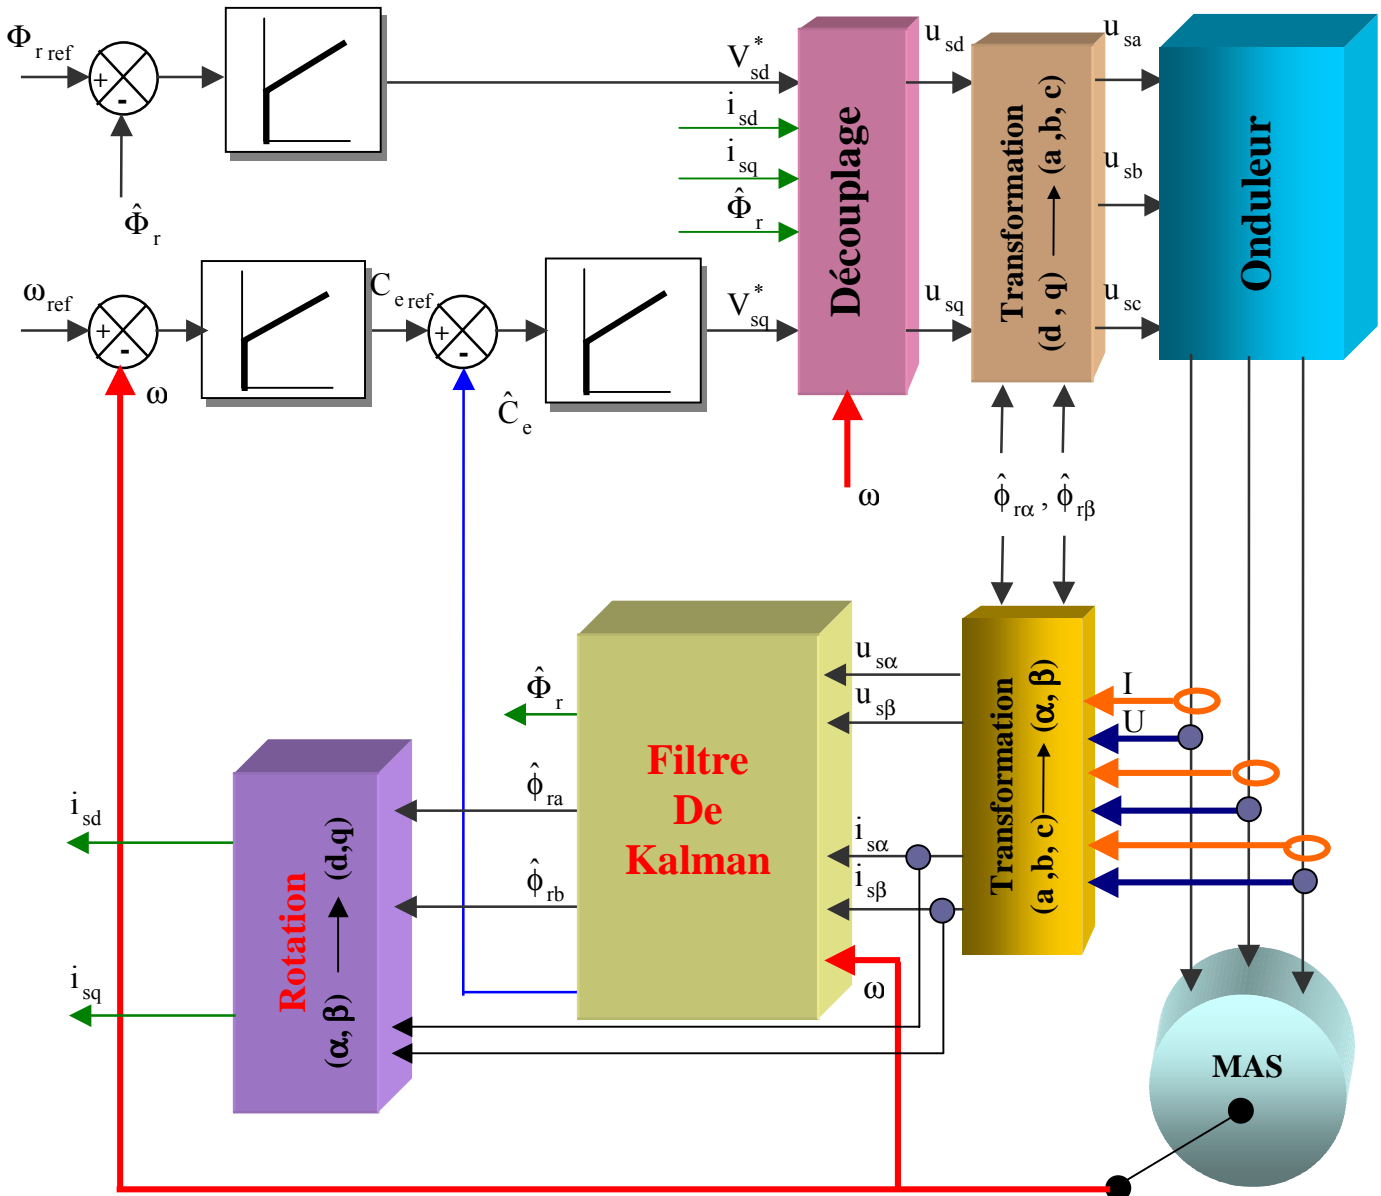 Φ r ref
+
-
Φ̂ r
V*sd
i sd
i sq
Φ̂ r
Découplage
u sd
u sq
Transformation
(d , q) → (a ,b, c)
u sa
u sb
u sc
Onduleur
ω ref
+
-
ω
C e ref
+
-
Ĉ e
V*sq
ω
ϕ̂ rα , ϕ̂ rβ
Φ̂ r
ϕ̂ ra
ϕ̂ rb
Filtre
De
Kalman
u sα
u sβ
i sα
i sβ
ω
Transformation
(a ,b, c) → (α, β)
I
U
i sd
i sq
Rotation
(α, β) → (d,q)
MAS